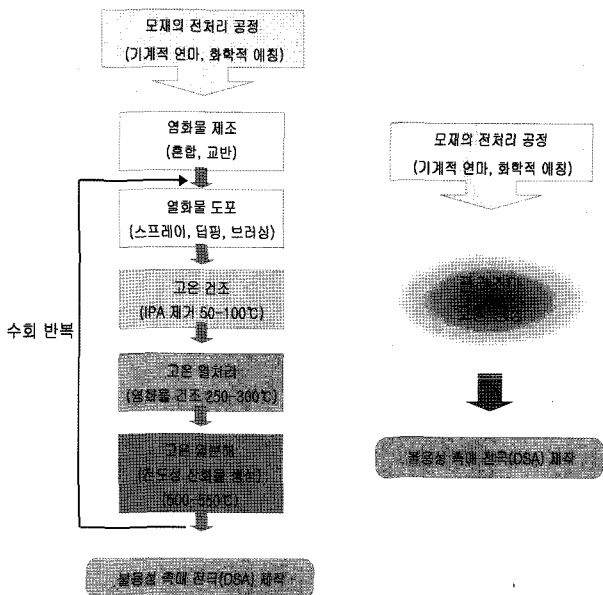 모재의 전처리 공정
(기계적 연마, 화학적 에칭)
염화물 제조
(혼합, 교반)
열화물 도포
(스프레이, 딥핑, 브러싱)
고온 건조
(IPA 제거 50-100℃)
고온 열처리
(염화물 건조 250-300℃)
고온 열분해
(전도성 산화물 생성)
(500-550℃)
수회 반복
불용성 촉매 전극(DSA) 제작
모재의 전처리 공정
(기계적 연마, 화학적 에칭)
불용성 촉매 전극(DSA) 제작